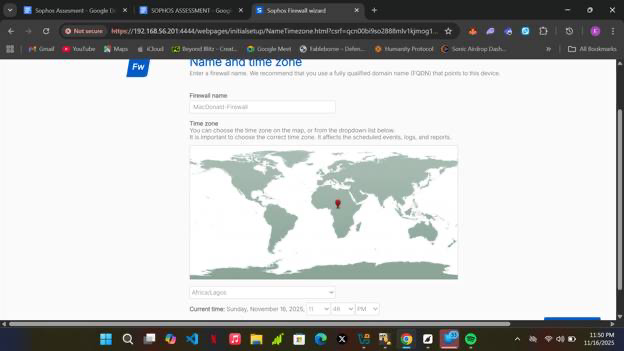 Sophos Assesment - Google Do
SOPHOS ASSESSMENT - Google
Sophos Firewall wizard
Not secure
https://192.168.56.201:4444/webpages/initialsetup/NameTimezone.html?csrf=qcn00bi9so2888mlv1kjmog1...
Gmail
YouTube
Maps
iCloud
Beyond Blitz - Creat...
Google Meet
Fableborne – Defen...
Humanity Protocol
Sonic Airdrop Dash...
All Bookmarks
Fw
Name and time zone
Enter a firewall name. We recommend that you use a fully qualified domain name (FQDN) that points to this device.
Firewall name
MacDonald-Firewall
Time zone
You can choose the time zone on the map, or from the dropdown list below.
It is important to choose the correct time zone. It affects the scheduled events, logs, and reports.
Africa/Lagos
Current time: Sunday, November 16, 2025, 11 48 PM
11:50 PM
11/16/2025